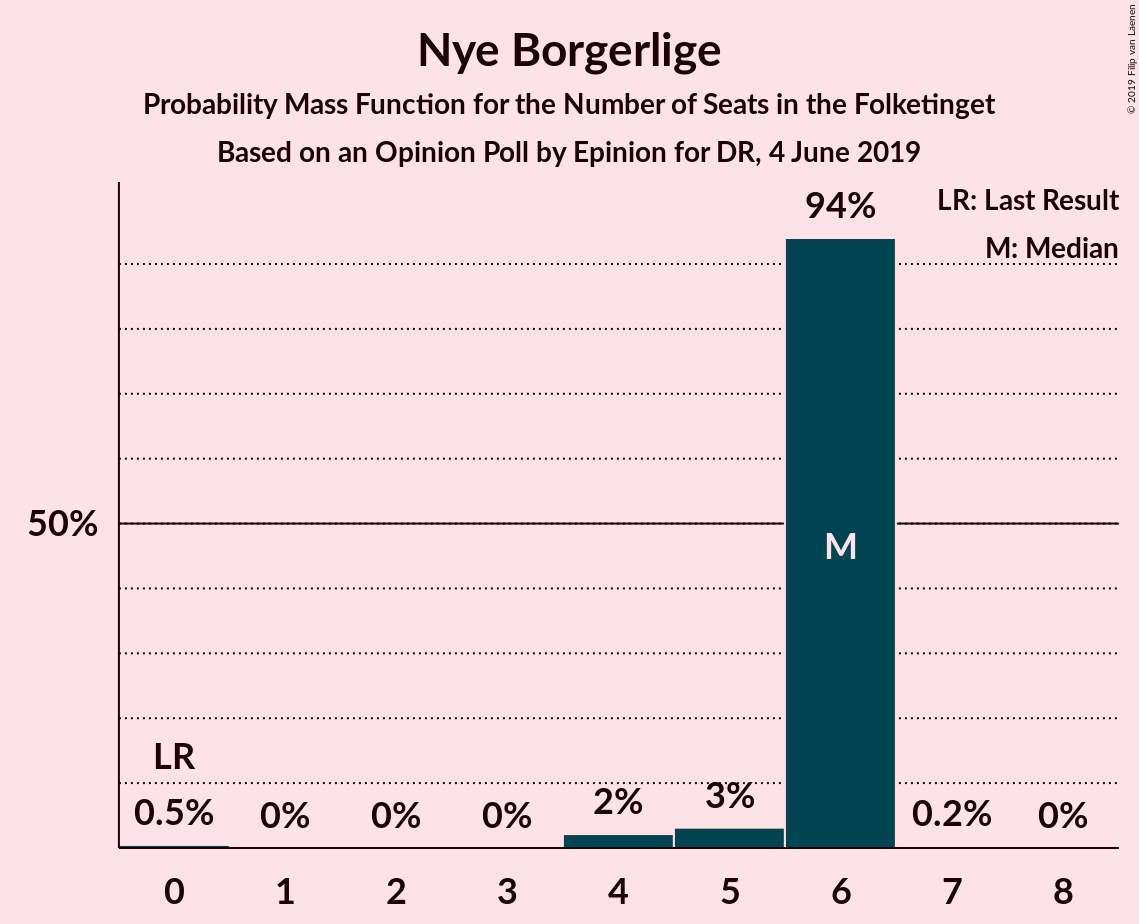 Nye Borgerlige
Probability Mass Function for the Number of Seats in the Folketinget
Based on an Opinion Poll by Epinion for DR, 4 June 2019
© 2019 Filip van Laenen
LR: Last Result
M: Median
94%
50%
M
LR
0.5% 0% 0% 0% 2% 3% 0.2% 0%
0 1 2 3 4 5 6 7 8